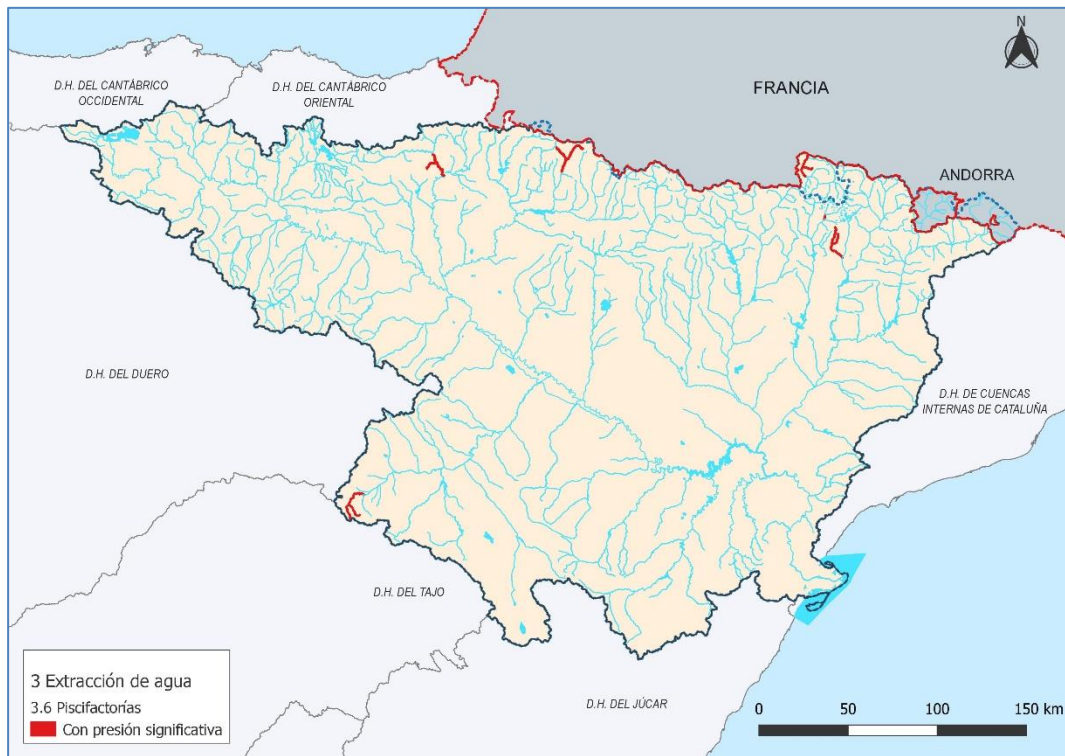 N
FRANCIA
D.H. DEL CANTÁBRICO
OCCIDENTAL
D.H. DEL CANTÁBRICO
ORIENTAL
ANDORRA
D.H. DEL DUERO
D.H. DE CUENCAS
INTERNAS DE CATALUÑA
D.H. DEL TAJO
D.H. DEL JÚCAR
3 Extracción de agua
3.6 Piscifactorías
Con presión significativa
0 50 100 150 km